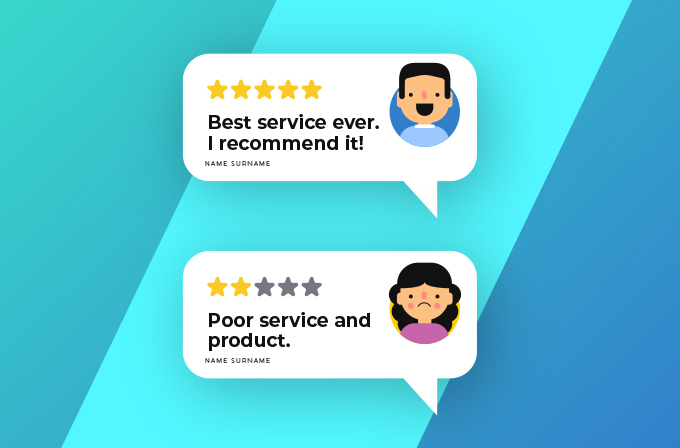 Best service ever.
I recommend it!
NAME SURNAME
Poor service and
product.
NAME SURNAME